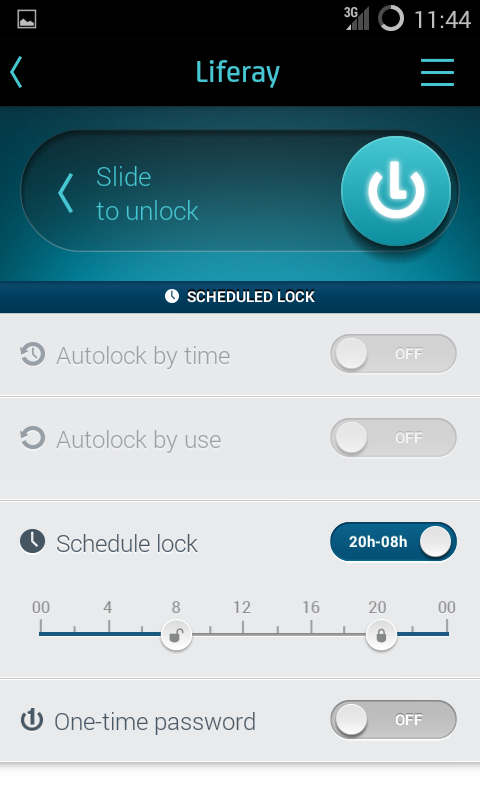 3G 11:44
Liferay
Slide
to unlock
SCHEDULED LOCK
Autolock by time OFF
Autolock by use OFF
Schedule lock 20h-08h
00 4 8 12 16 20 00
One-time password OFF